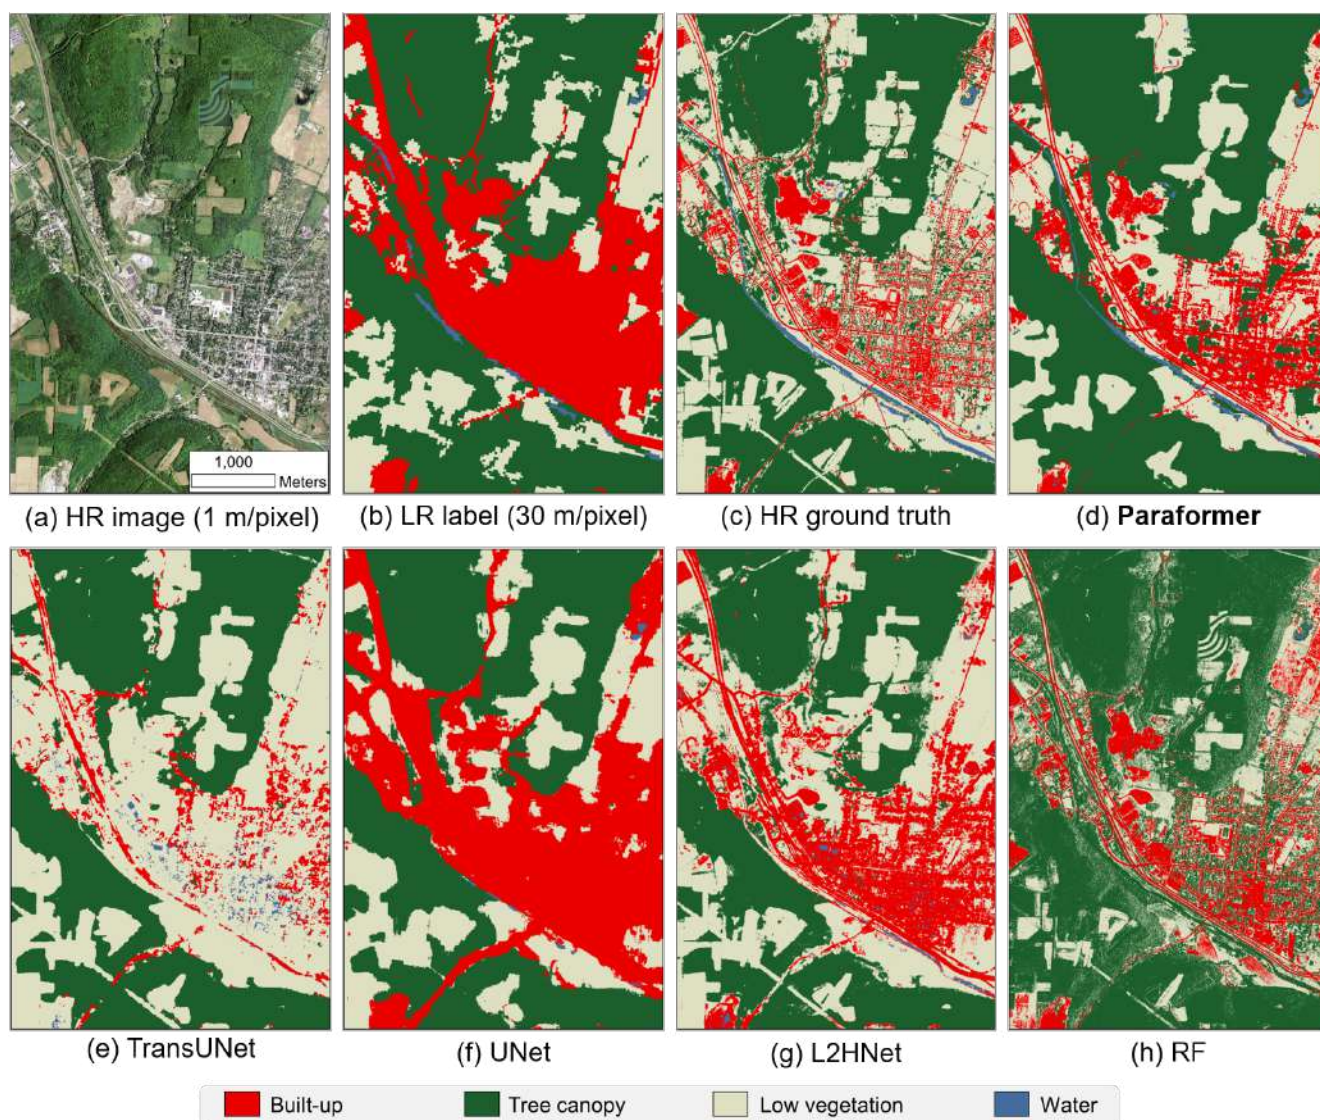 1,000
Meters
(a) HR image (1 m/pixel)
(b) LR label (30 m/pixel)
(c) HR ground truth
(d) Paraformer
(e) TransUNet
(f) UNet
(g) L2HNet
(h) RF
Built-up
Tree canopy
Low vegetation
Water